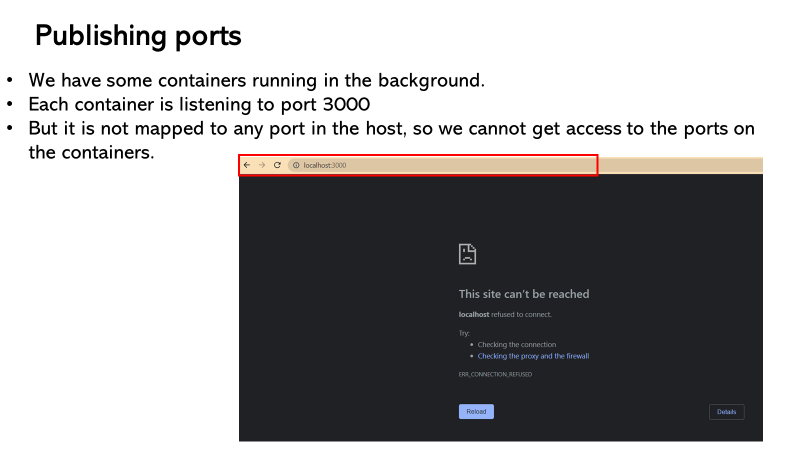 Publishing ports
• We have some containers running in the background.
• Each container is listening to port 3000
• But it is not mapped to any port in the host, so we cannot get access to the ports on
the containers.
localhost:3000
This site can't be reached
localhost refused to connect.
Try:
• Checking the connection
• Checking the proxy and the firewall
ERR_CONNECTION_REFUSED
Reload
Details